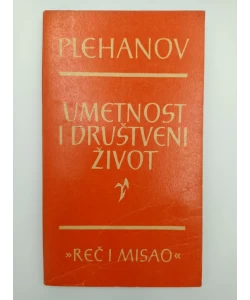 PLEHANOV
UMETNOST
I DRUŠTVENI
ŽIVOT
»REČ I MISAO«